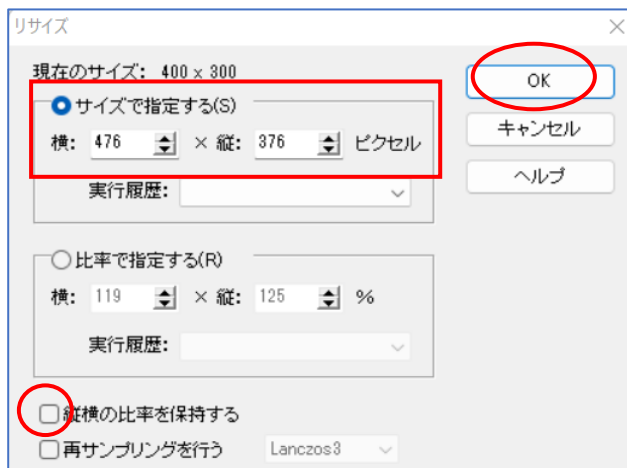 リサイズ
現在のサイズ: 400 x 300
サイズで指定する(S)
横: 476 × 縦: 376 ピクセル
実行履歴:
比率で指定する(R)
横: 119 × 縦: 125 %
実行履歴:
縦横の比率を保持する
再サンプリングを行う Lanczos3
OK
キャンセル
ヘルプ